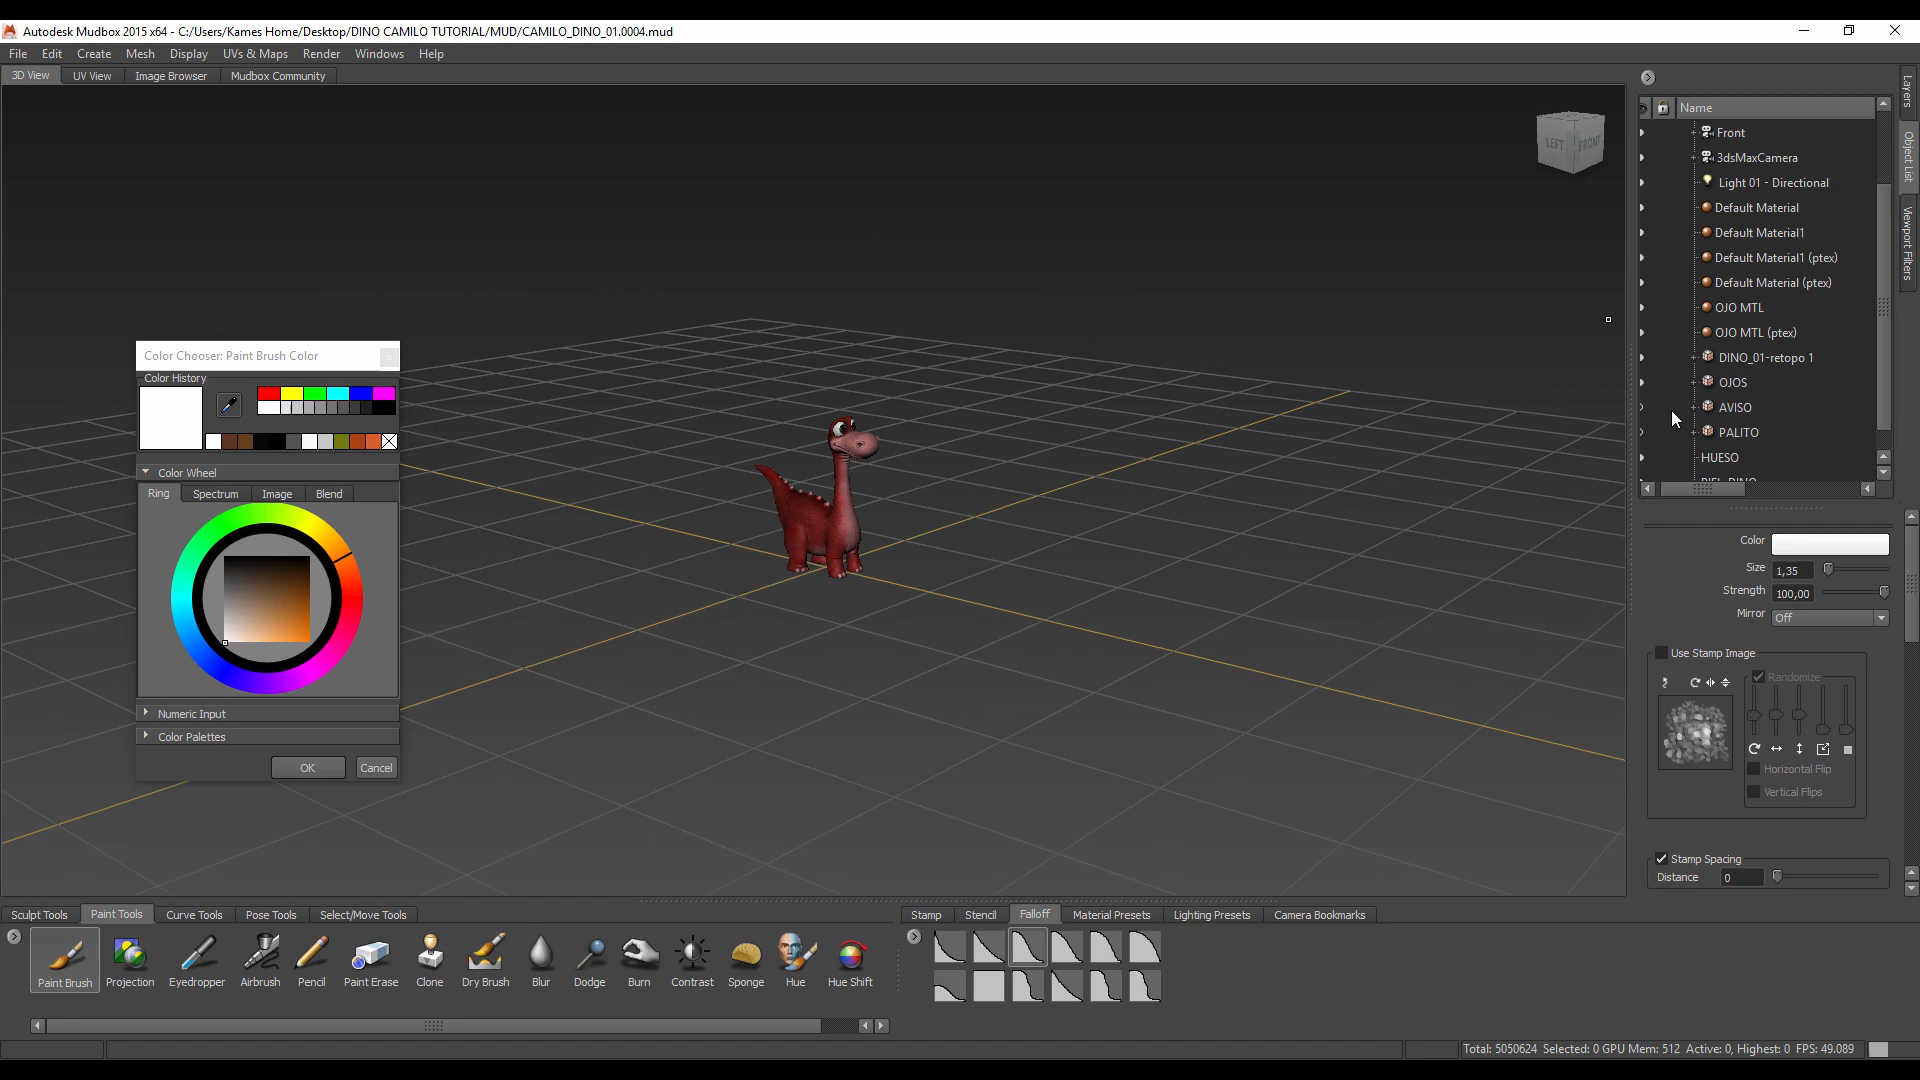 Autodesk Mudbox 2015 x64 - C:/Users/Kames Home/Desktop/DINO CAMILO TUTORIAL/MUD/CAMILO_DINO_01.0004.mud
File Edit Create Mesh Display UVs & Maps Render Windows Help
3D View UV View Image Browser Mudbox Community
LEFT FRONT
Name
Front
3dsMaxCamera
Light 01 - Directional
Default Material
Default Material1
Default Material1 (ptex)
Default Material (ptex)
OJO MTL
OJO MTL (ptex)
DINO_01-retopo 1
OJOS
AVISO
PALITO
HUESO
Layers
Object List
Viewport Filters
Color Chooser: Paint Brush Color
Color History
Color Wheel
Ring Spectrum Image Blend
Numeric Input
Color Palettes
OK Cancel
Color
Size 1,35
Strength 100,00
Mirror Off
Use Stamp Image
Randomize
Horizontal Flip
Vertical Flips
Stamp Spacing
Distance 0
Sculpt Tools Paint Tools Curve Tools Pose Tools Select/Move Tools
Paint Brush Projection Eyedropper Airbrush Pencil Paint Erase Clone Dry Brush Blur Dodge Burn Contrast Sponge Hue Hue Shift
Stamp Stencil Falloff Material Presets Lighting Presets Camera Bookmarks
Total: 5050624 Selected: 0 GPU Mem: 512 Active: 0, Highest: 0 FPS: 49.089